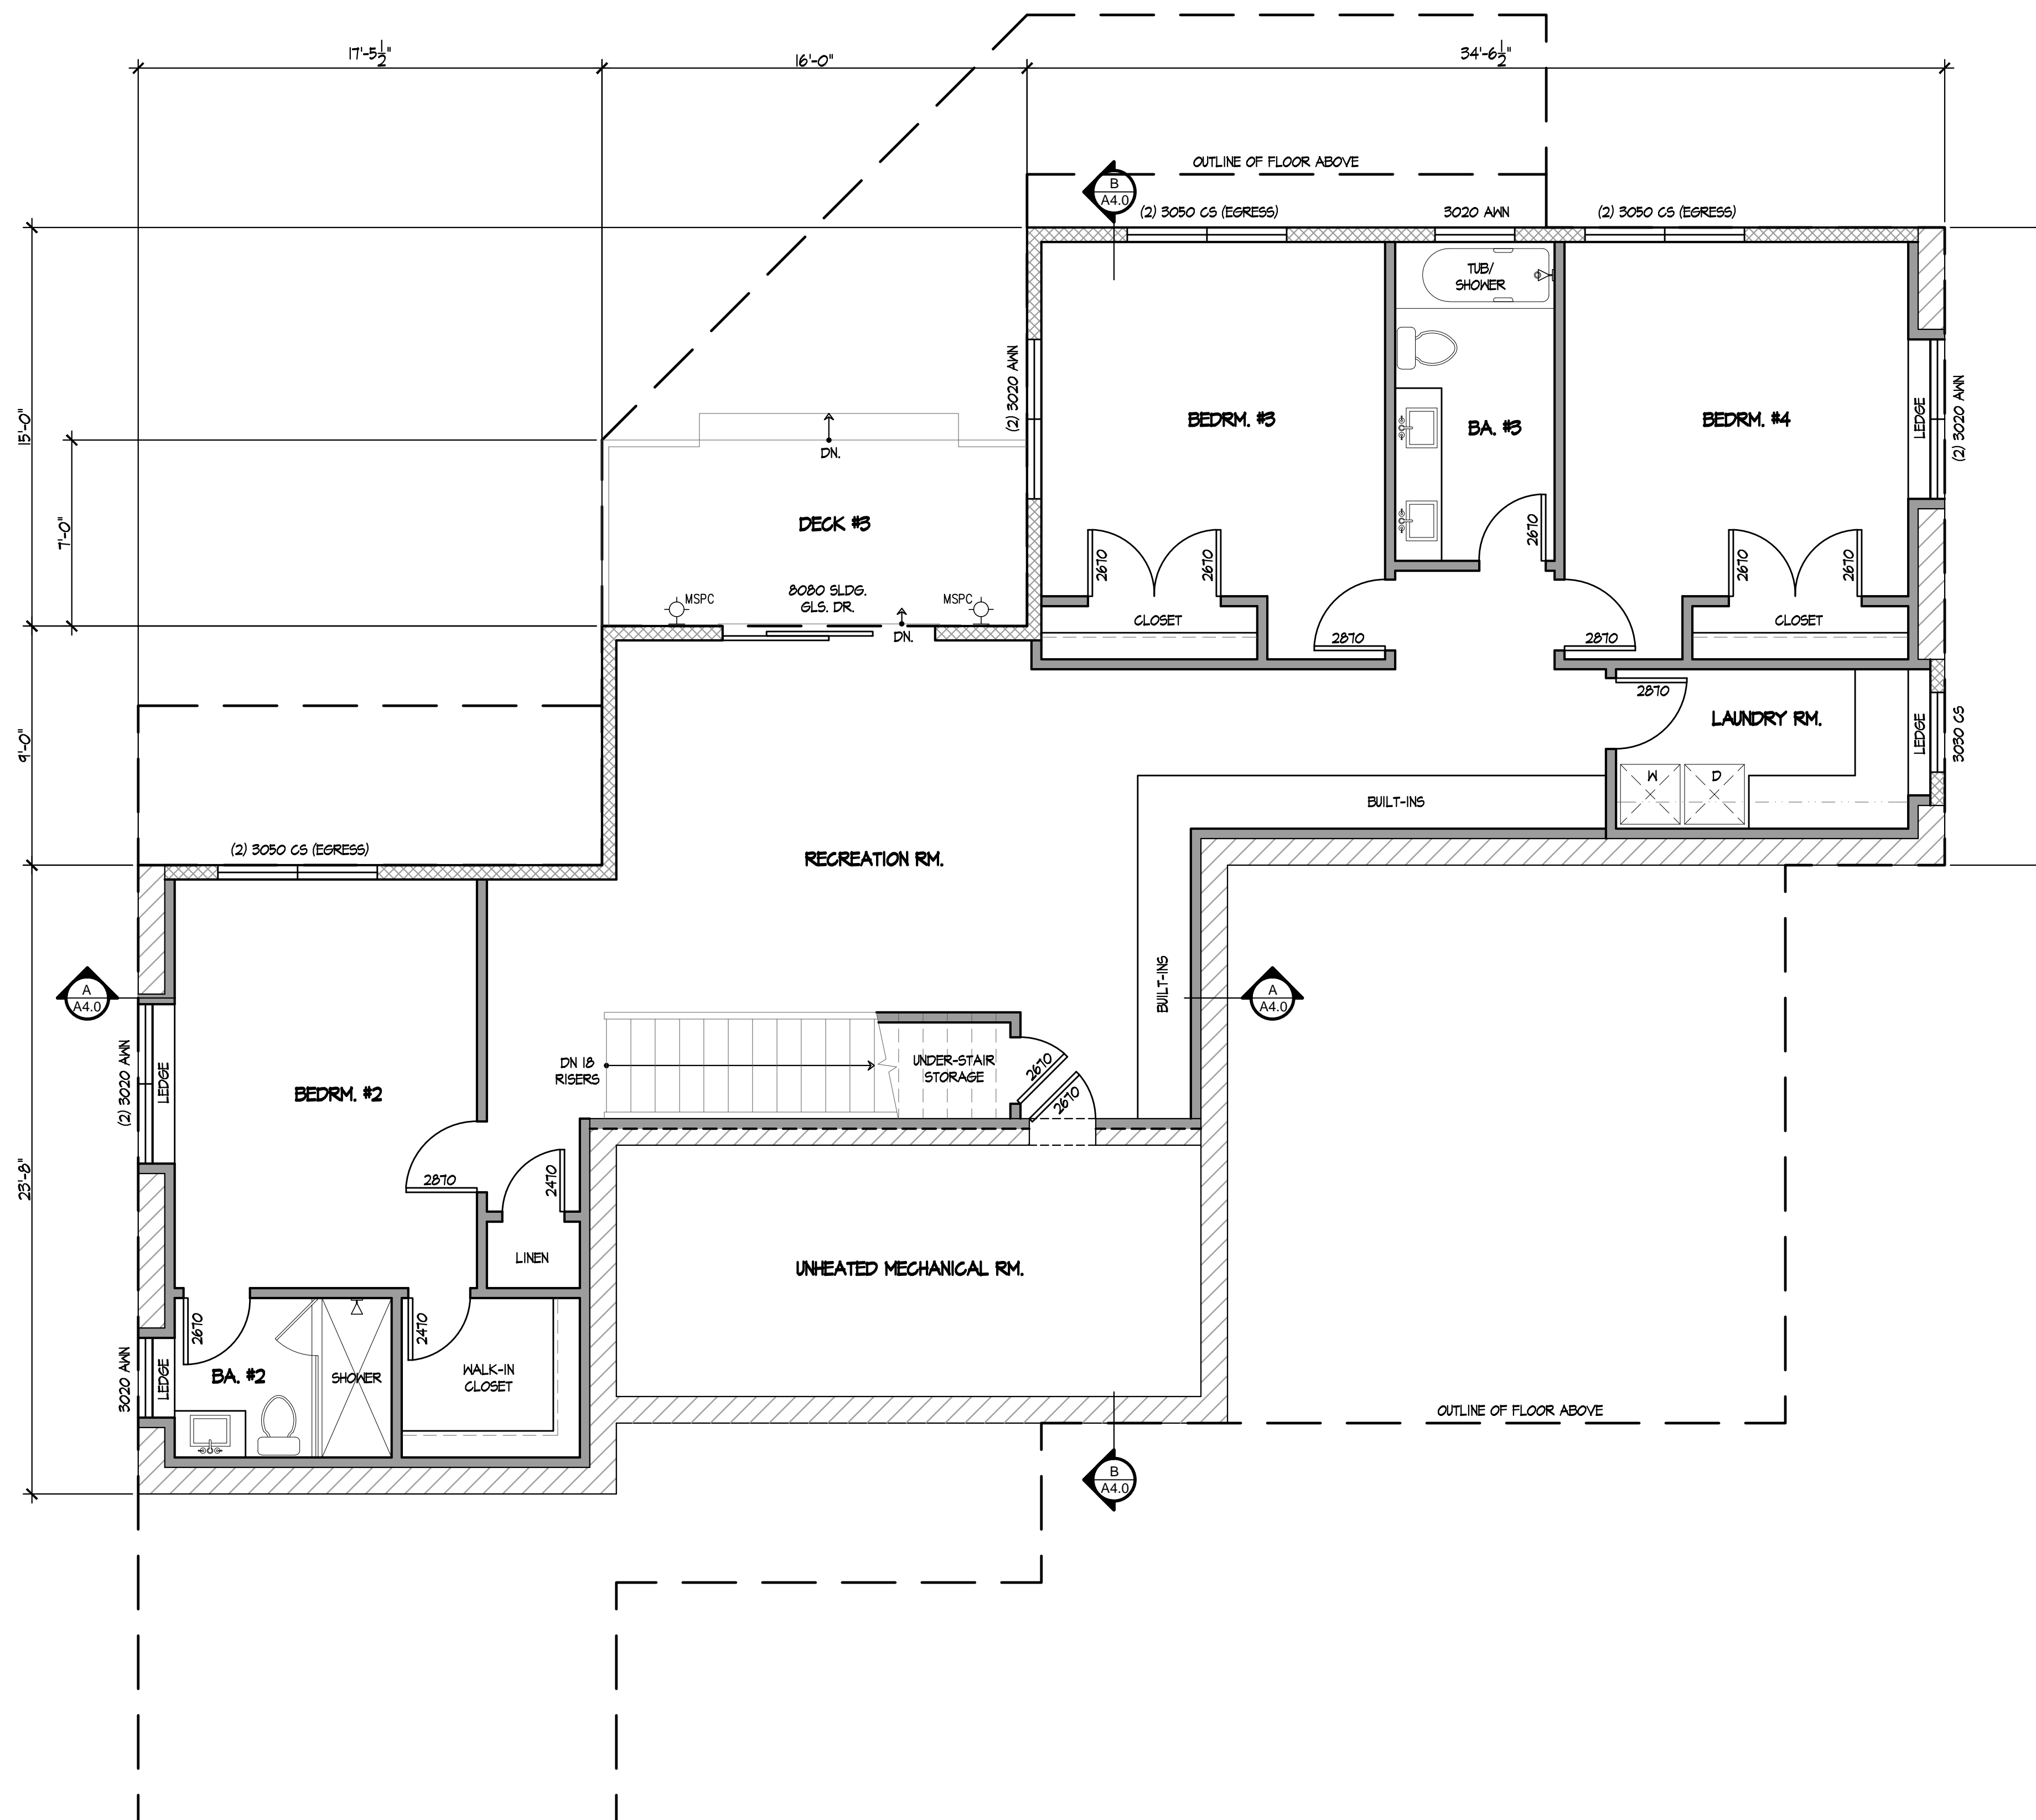 17'-5 1/2"
16'-0"
34'-6 1/2"
OUTLINE OF FLOOR ABOVE
B
A4.0
(2) 3050 CS (EGRESS)
3020 AWN
(2) 3050 CS (EGRESS)
TUB/
SHOWER
15'-0"
7'-0"
(2) 3020 AWN
BEDRM. #3
BA. #3
BEDRM. #4
LEDGE
(2) 3020 AWN
DN.
DECK #3
2670
2670
2670
2670
2670
MSPC
8080 SLDG.
GLS. DR.
MSPC
DN.
CLOSET
CLOSET
2870
2870
2870
LAUNDRY RM.
LEDGE
3030 CS
9'-0"
W
D
BUILT-INS
(2) 3050 CS (EGRESS)
RECREATION RM.
BUILT-INS
A
A4.0
A
A4.0
(2) 3020 AWN
LEDGE
BEDRM. #2
DN 18
RISERS
UNDER-STAIR
STORAGE
2670
2670
23'-8"
2870
2470
LINEN
UNHEATED MECHANICAL RM.
2670
2470
3020 AWN
LEDGE
BA. #2
SHOWER
WALK-IN
CLOSET
OUTLINE OF FLOOR ABOVE
B
A4.0